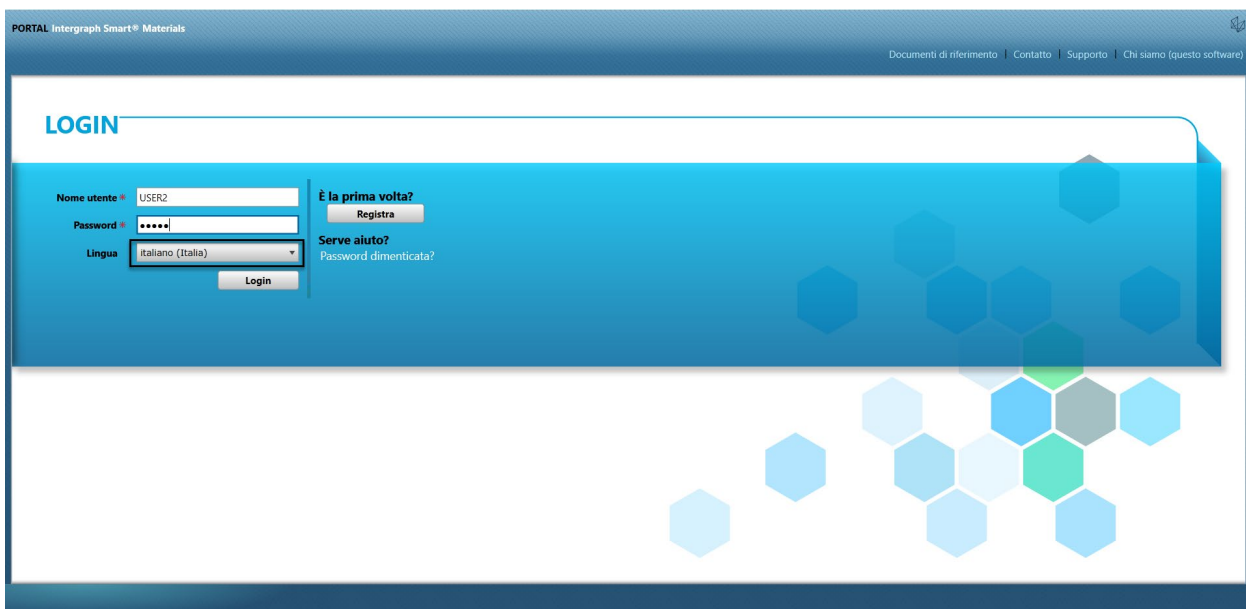 PORTAL Intergraph Smart® Materials
Documenti di riferimento | Contatto | Supporto | Chi siamo (questo software)
LOGIN
Nome utente * USER2
Password * •••••
Lingua italiano (Italia)
Login
È la prima volta?
Registra
Serve aiuto?
Password dimenticata?